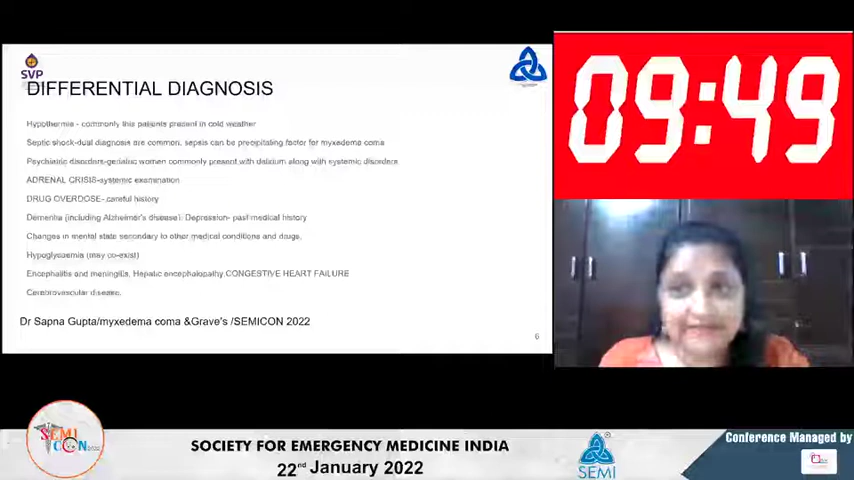 SVP
DIFFERENTIAL DIAGNOSIS
Hypothermia - commonly this patients present in cold weather
Septic shock-dual diagnosis are common, sepsis can be precipitating factor for myxedema coma
Psychiatric disorders-geriatric women commonly present with delirium along with systemic disorders
ADRENAL CRISIS-systemic examination
DRUG OVERDOSE- careful history
Dementia (including Alzheimer's disease). Depression- past medical history
Changes in mental state secondary to other medical conditions and drugs.
Hypoglycaemia (may co-exist)
Encephalitis and meningitis, Hepatic encephalopathy.CONGESTIVE HEART FAILURE
Cerebrovascular disease.
Dr Sapna Gupta/myxedema coma &Grave's /SEMICON 2022
6
09:49
SEMI
CON
SOCIETY FOR EMERGENCY MEDICINE INDIA
22nd January 2022
SEMI
Conference Managed by